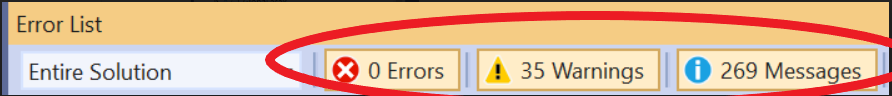 Error List
Entire Solution 0 Errors 35 Warnings 269 Messages